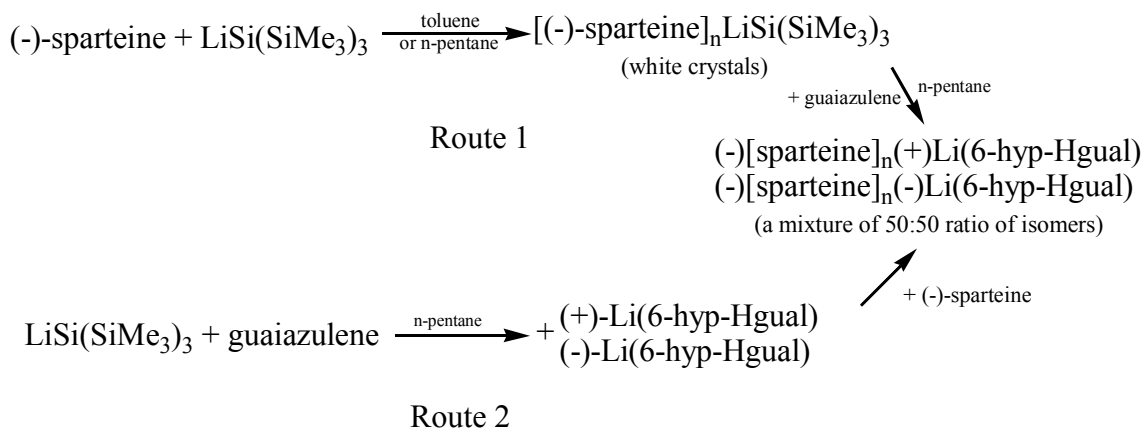 (-)-sparteine + LiSi(SiMe3)3
toluene
or n-pentane
[(-)-sparteine]nLiSi(SiMe3)3
(white crystals)
+ guaiazulene
n-pentane
Route 1
(-)[sparteine]n(+)Li(6-hyp-Hgual)
(-)[sparteine]n(-)Li(6-hyp-Hgual)
(a mixture of 50:50 ratio of isomers)
+ (-)-sparteine
LiSi(SiMe3)3 + guaiazulene
n-pentane
+ (+)-Li(6-hyp-Hgual)
(-)-Li(6-hyp-Hgual)
Route 2